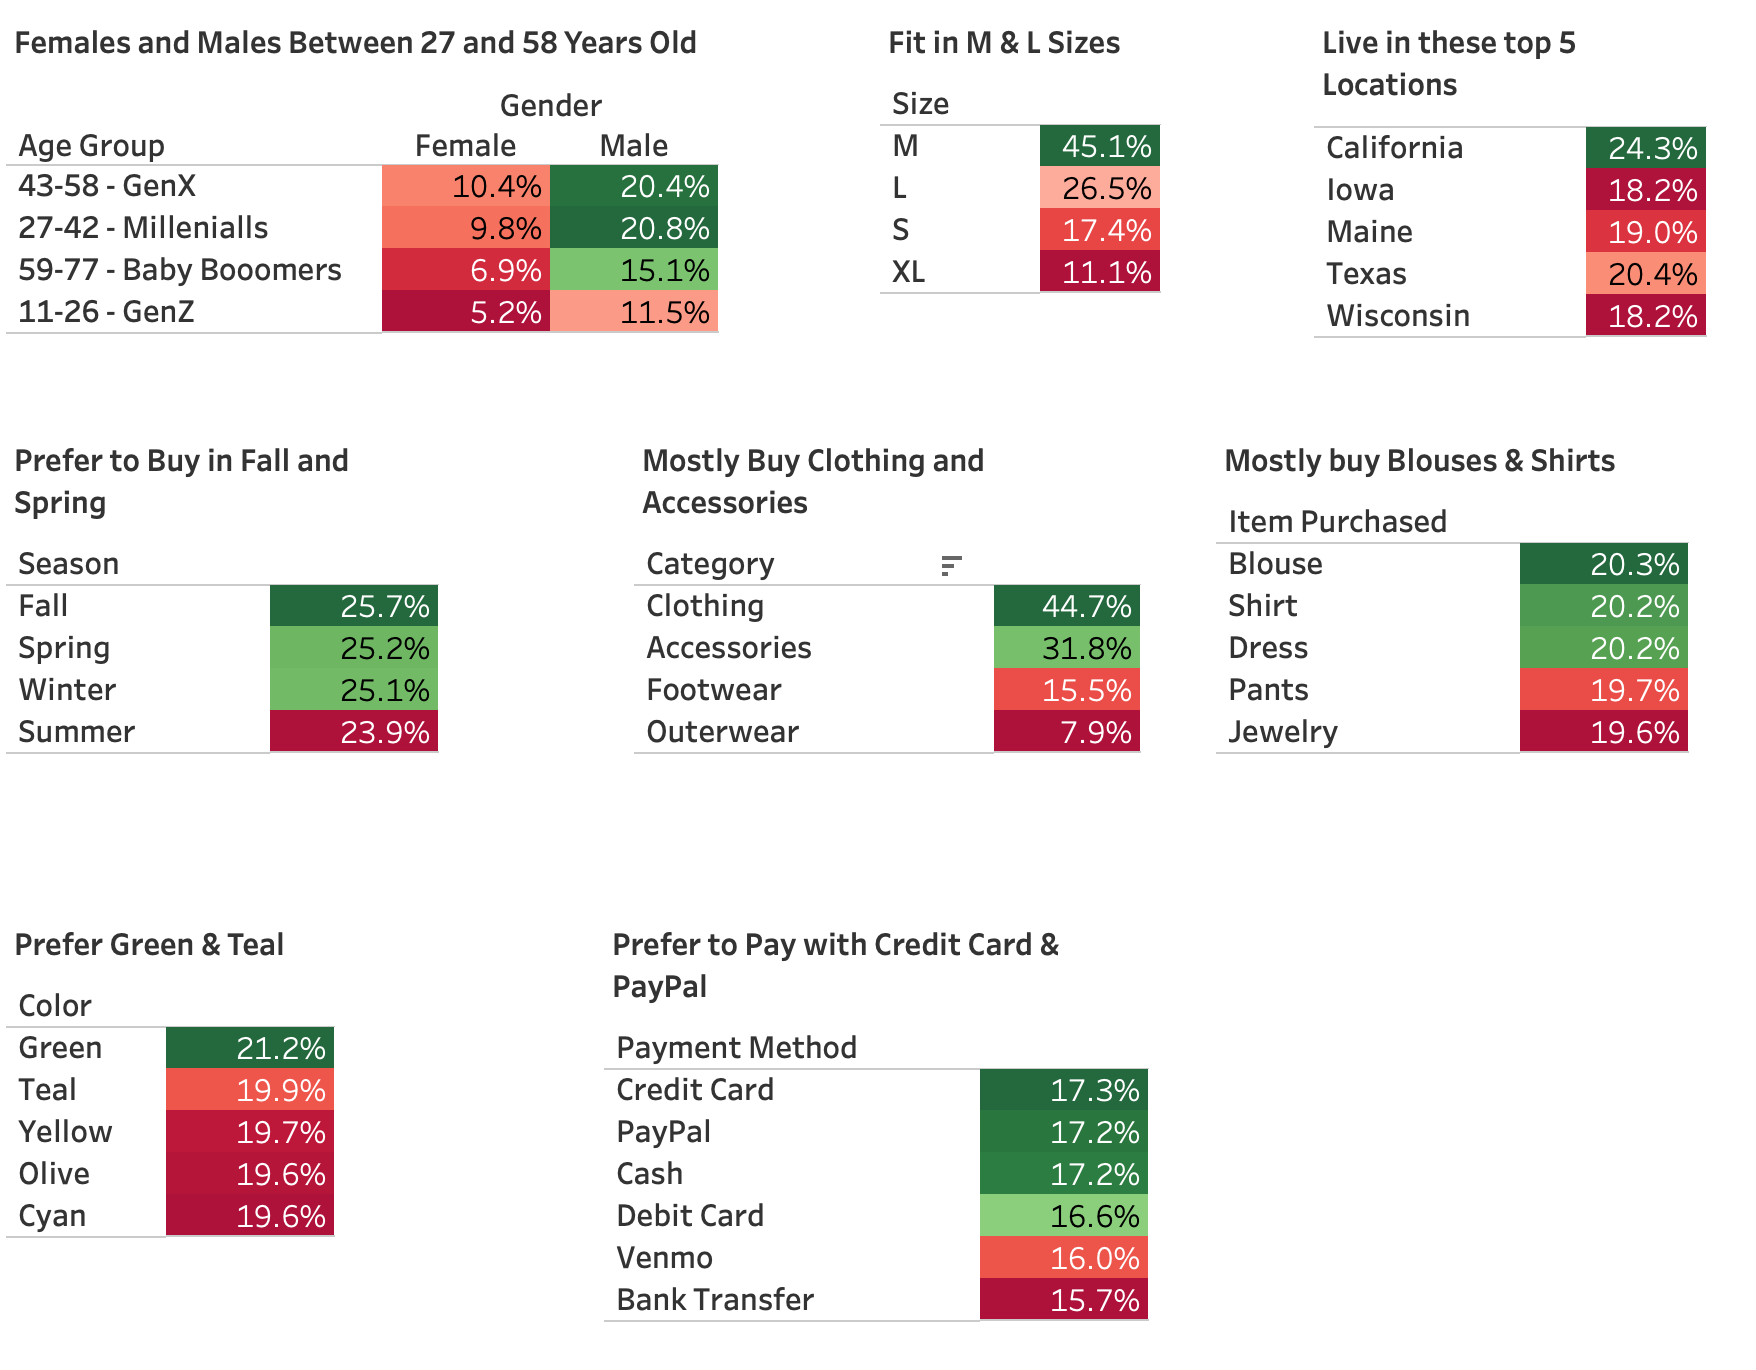 Females and Males Between 27 and 58 Years Old
Gender
Age Group Female Male
43-58 - GenX 10.4% 20.4%
27-42 - Millenialls 9.8% 20.8%
59-77 - Baby Booomers 6.9% 15.1%
11-26 - GenZ 5.2% 11.5%
Fit in M & L Sizes
Size
M 45.1%
L 26.5%
S 17.4%
XL 11.1%
Live in these top 5
Locations
California 24.3%
Iowa 18.2%
Maine 19.0%
Texas 20.4%
Wisconsin 18.2%
Prefer to Buy in Fall and
Spring
Season
Fall 25.7%
Spring 25.2%
Winter 25.1%
Summer 23.9%
Mostly Buy Clothing and
Accessories
Category
Clothing 44.7%
Accessories 31.8%
Footwear 15.5%
Outerwear 7.9%
Mostly buy Blouses & Shirts
Item Purchased
Blouse 20.3%
Shirt 20.2%
Dress 20.2%
Pants 19.7%
Jewelry 19.6%
Prefer Green & Teal
Color
Green 21.2%
Teal 19.9%
Yellow 19.7%
Olive 19.6%
Cyan 19.6%
Prefer to Pay with Credit Card &
PayPal
Payment Method
Credit Card 17.3%
PayPal 17.2%
Cash 17.2%
Debit Card 16.6%
Venmo 16.0%
Bank Transfer 15.7%